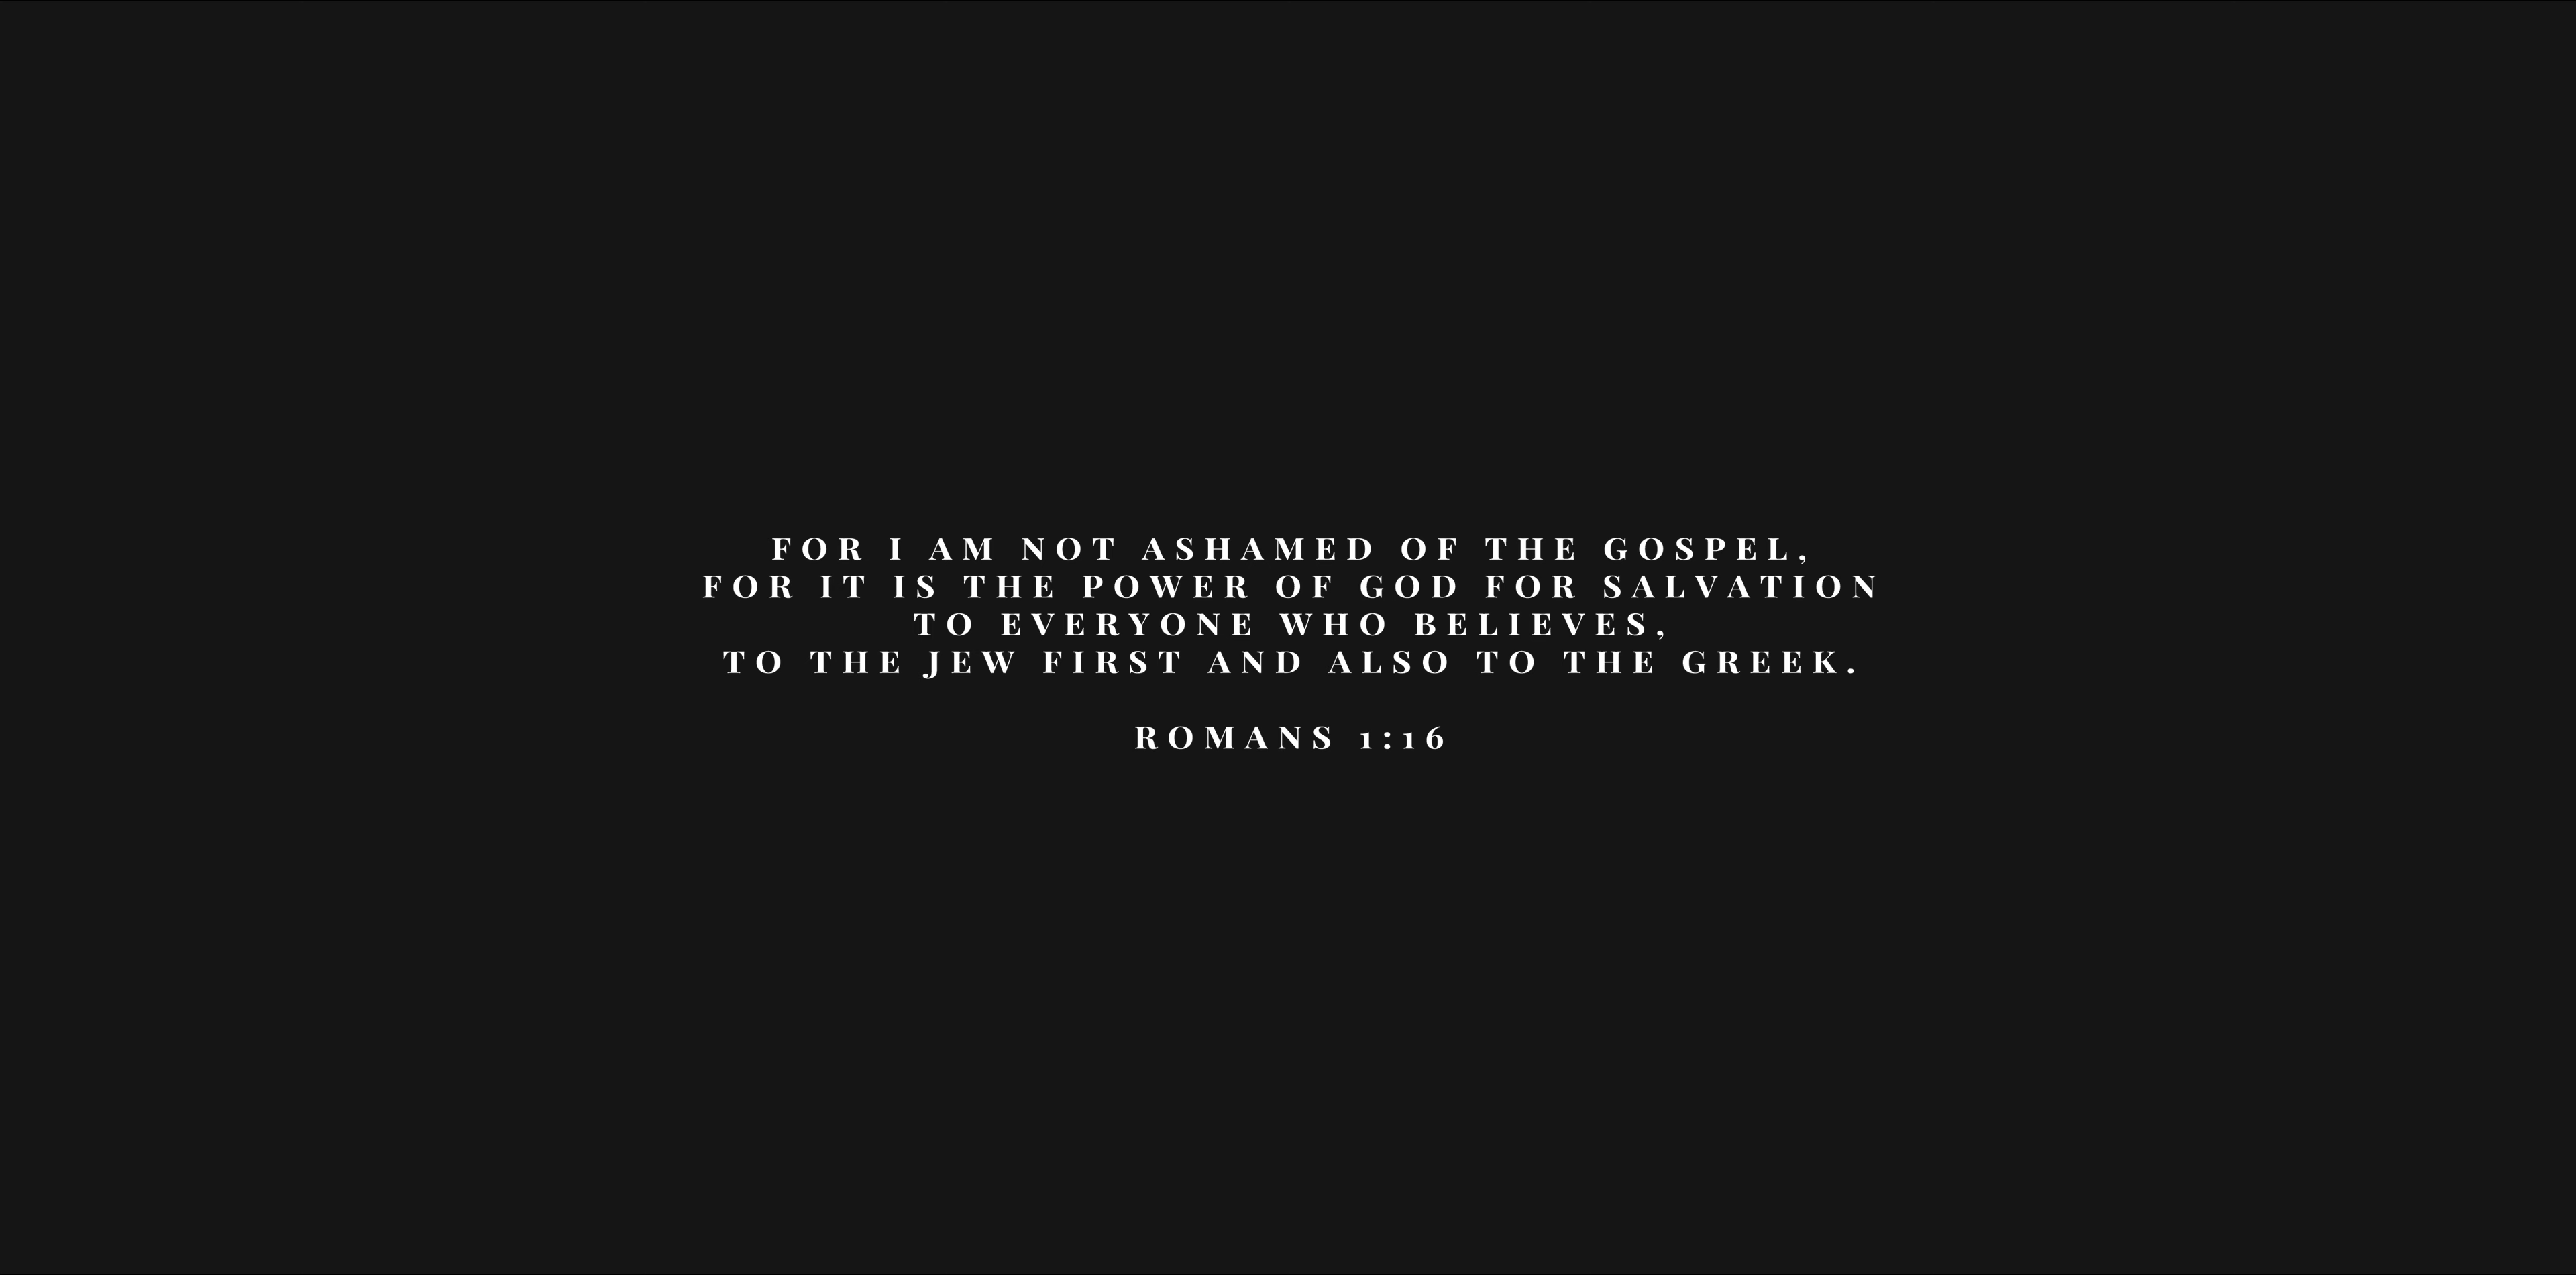 FOR I AM NOT ASHAMED OF THE GOSPEL,
FOR IT IS THE POWER OF GOD FOR SALVATION
TO EVERYONE WHO BELIEVES,
TO THE JEW FIRST AND ALSO TO THE GREEK.
ROMANS 1:16